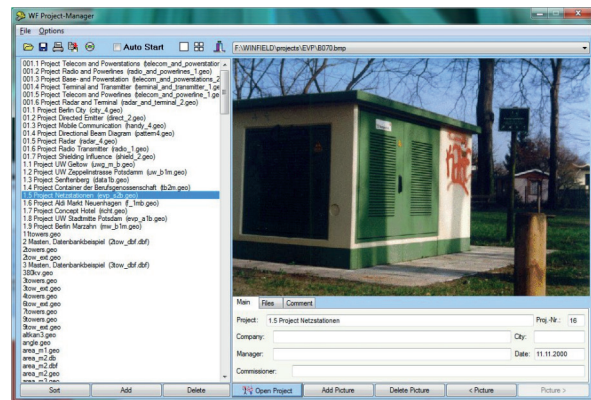 WF Project-Manager
File Options
Auto Start
F:\WINFIELD\projects\EVP\B070.bmp
001.1 Project Telecom and Powerstations (telecom_and_powerstation
001.2 Project Radio and Powerlines (radio_and_powerlines_1.geo)
001.3 Project Base- and Powerstation (telecom_and_powerstations_2
001.4 Project Terminal and Transmitter (terminal_and_transmitter_1.ge
001.5 Project Telecom and Powerlines (telecom_and_powerline_1.ge
001.6 Project Radar and Terminal (radar_and_terminal_2.geo)
01.1 Project Berlin City (city_4.geo)
01.2 Project Directed Emitter (direct_2.geo)
01.3 Project Mobile Communication (handy_4.geo)
01.4 Project Directional Beam Diagram (pattern4.geo)
01.5 Project Radar (radar_4.geo)
01.6 Project Radio Transmitter (radio_1.geo)
01.7 Project Shielding Influence (shield_2.geo)
1.1 Project UW Geltow (uwg_m_b.geo)
1.2 Project UW Zeppelinstrasse Potsdamm (uw_b1m.geo)
1.3 Project Senftenberg (data1b.geo)
1.4 Project Container der Berufsgenossenschaft (tb2m.geo)
1.5 Project Netzstationen (evp_s2b.geo)
1.6 Project Aldi Markt Neuenhagen (f_1mb.geo)
1.7 Project Concept Hotel (richt.geo)
1.8 Project UW Stadtmitte Potsdam (evp_a1b.geo)
1.9 Project Berlin Marzahn (mw_b1m.geo)
11towers.geo
2 Masten, Datenbankbeispiel (2tow_dbf.dbf)
2towers.geo
2tow_ext.geo
3 Masten, Datenbankbeispiel (3tow_dbf.dbf)
380kv.geo
3towers.geo
3tow_ext.geo
4towers.geo
6tow_ext.geo
7towers.geo
9towers.geo
9tow_ext.geo
altkan3.geo
angle.geo
area_m1.geo
area_m2.db
area_m2.dbf
area_m2.geo
area_m3.geo
Main Files Comment
Project: 1.5 Project Netzstationen Proj.-Nr.: 16
Company: City:
Manager: Date: 11.11.2000
Commissioner:
Sort Add Delete Open Project Add Picture Delete Picture < Picture Picture >